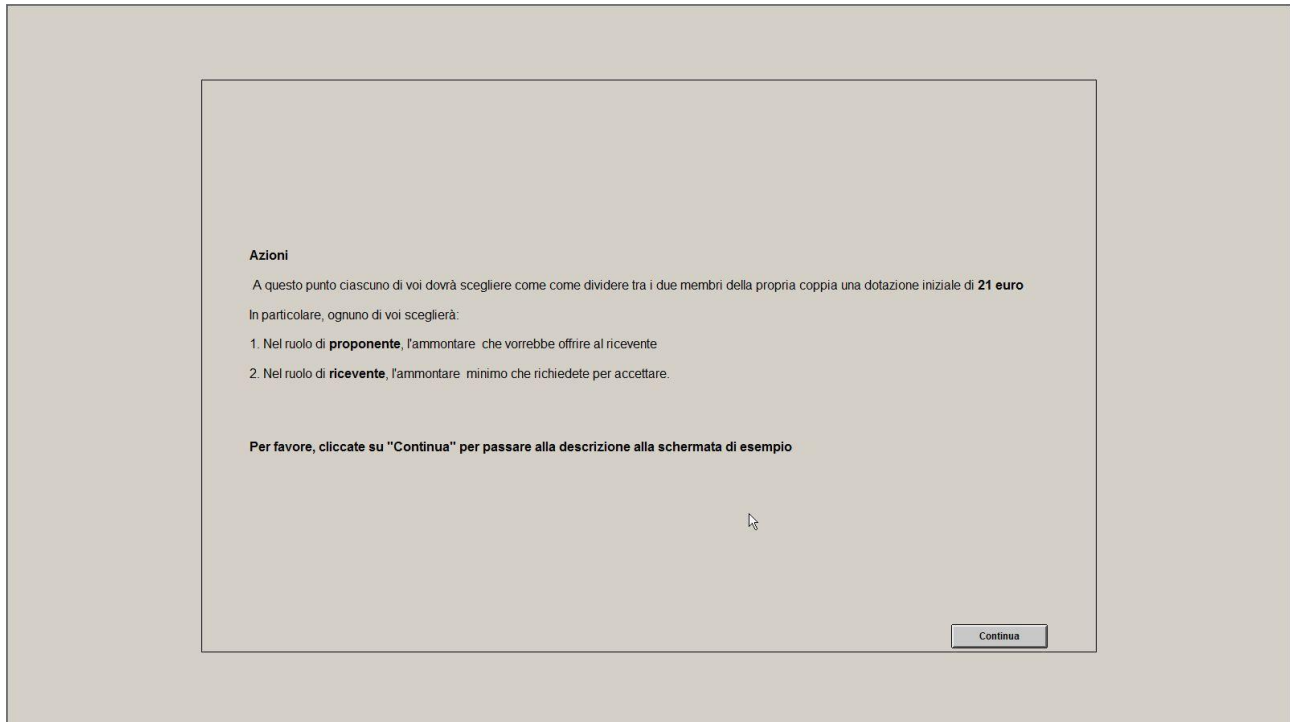 Azioni
A questo punto ciascuno di voi dovrà scegliere come come dividere tra i due membri della propria coppia una dotazione iniziale di 21 euro
In particolare, ognuno di voi sceglierà:
1. Nel ruolo di proponente, l'ammontare che vorrebbe offrire al ricevente
2. Nel ruolo di ricevente, l'ammontare minimo che richiedete per accettare.
Per favore, cliccate su "Continua" per passare alla descrizione alla schermata di esempio
Continua